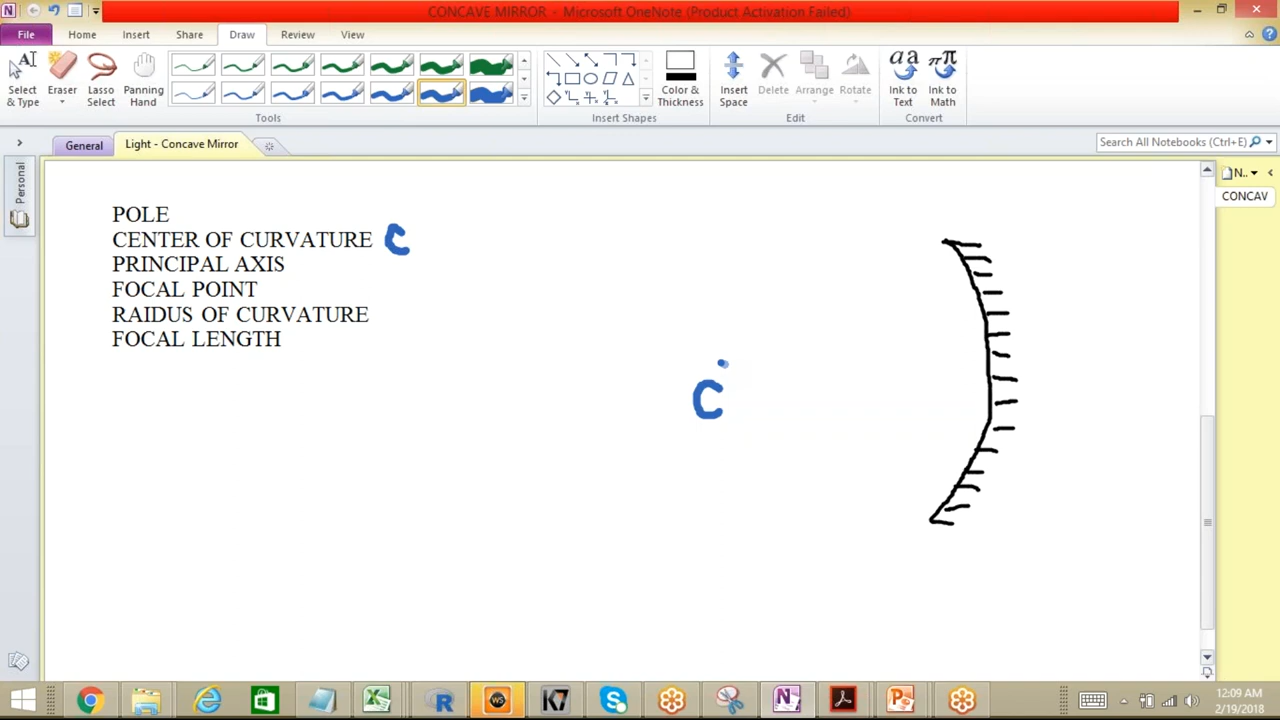 CONCAVE MIRROR - Microsoft OneNote (Product Activation Failed)
File Home Insert Share Draw Review View
Select & Type
Eraser
Lasso Select
Panning Hand
Color & Thickness
Insert Space
Delete
Arrange
Rotate
Ink to Text
Ink to Math
Tools Insert Shapes Edit Convert
General Light - Concave Mirror Search All Notebooks (Ctrl+E)
Personal
N..
CONCAV
POLE
CENTER OF CURVATURE C
PRINCIPAL AXIS
FOCAL POINT
RAIDUS OF CURVATURE
FOCAL LENGTH
C
12:09 AM
2/19/2018